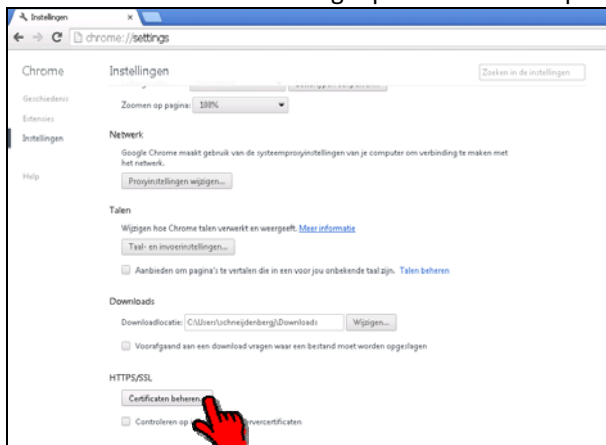 Instellingen
chrome://settings
Chrome
Instellingen
Zoeken in de instellingen
Geschiedenis
Extensies
Instellingen
Help
Zoomen op pagina: 100%
Netwerk
Google Chrome maakt gebruik van de systeemproxyinstellingen van je computer om verbinding te maken met
het netwerk.
Proxyinstellingen wijzigen...
Talen
Wijzigen hoe Chrome talen verwerkt en weergeeft. Meer informatie
Taal- en invoerinstellingen...
Aanbieden om pagina's te vertalen die in een voor jou onbekende taal zijn. Talen beheren
Downloads
Downloadlocatie: C:\Users\schneijdenbergj\Downloads Wijzigen...
Voorafgaand aan een download vragen waar een bestand moet worden opgeslagen
HTTPS/SSL
Certificaten beheren...
Controleren op servercertificaten